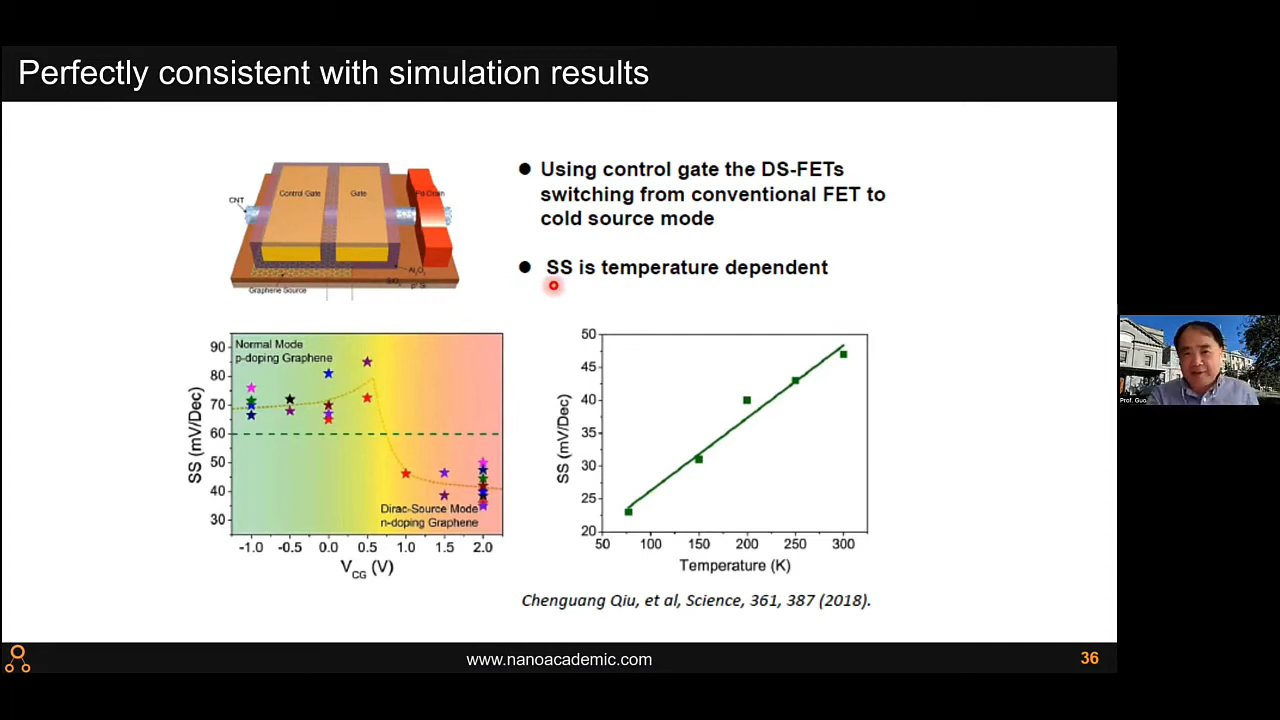 Perfectly consistent with simulation results
CNT
Control Gate
Gate
Pd Drain
Al2O3
Graphene Source
● Using control gate the DS-FETs
switching from conventional FET to
cold source mode
● SS is temperature dependent
Normal Mode
p-doping Graphene
Dirac-Source Mode
n-doping Graphene
SS (mV/Dec)
90
80
70
60
50
40
30
-1.0 -0.5 0.0 0.5 1.0 1.5 2.0
VCG (V)
SS (mV/Dec)
50
45
40
35
30
25
20
50 100 150 200 250 300
Temperature (K)
Chenguang Qiu, et al, Science, 361, 387 (2018).
Prof. Guo
www.nanoacademic.com
36